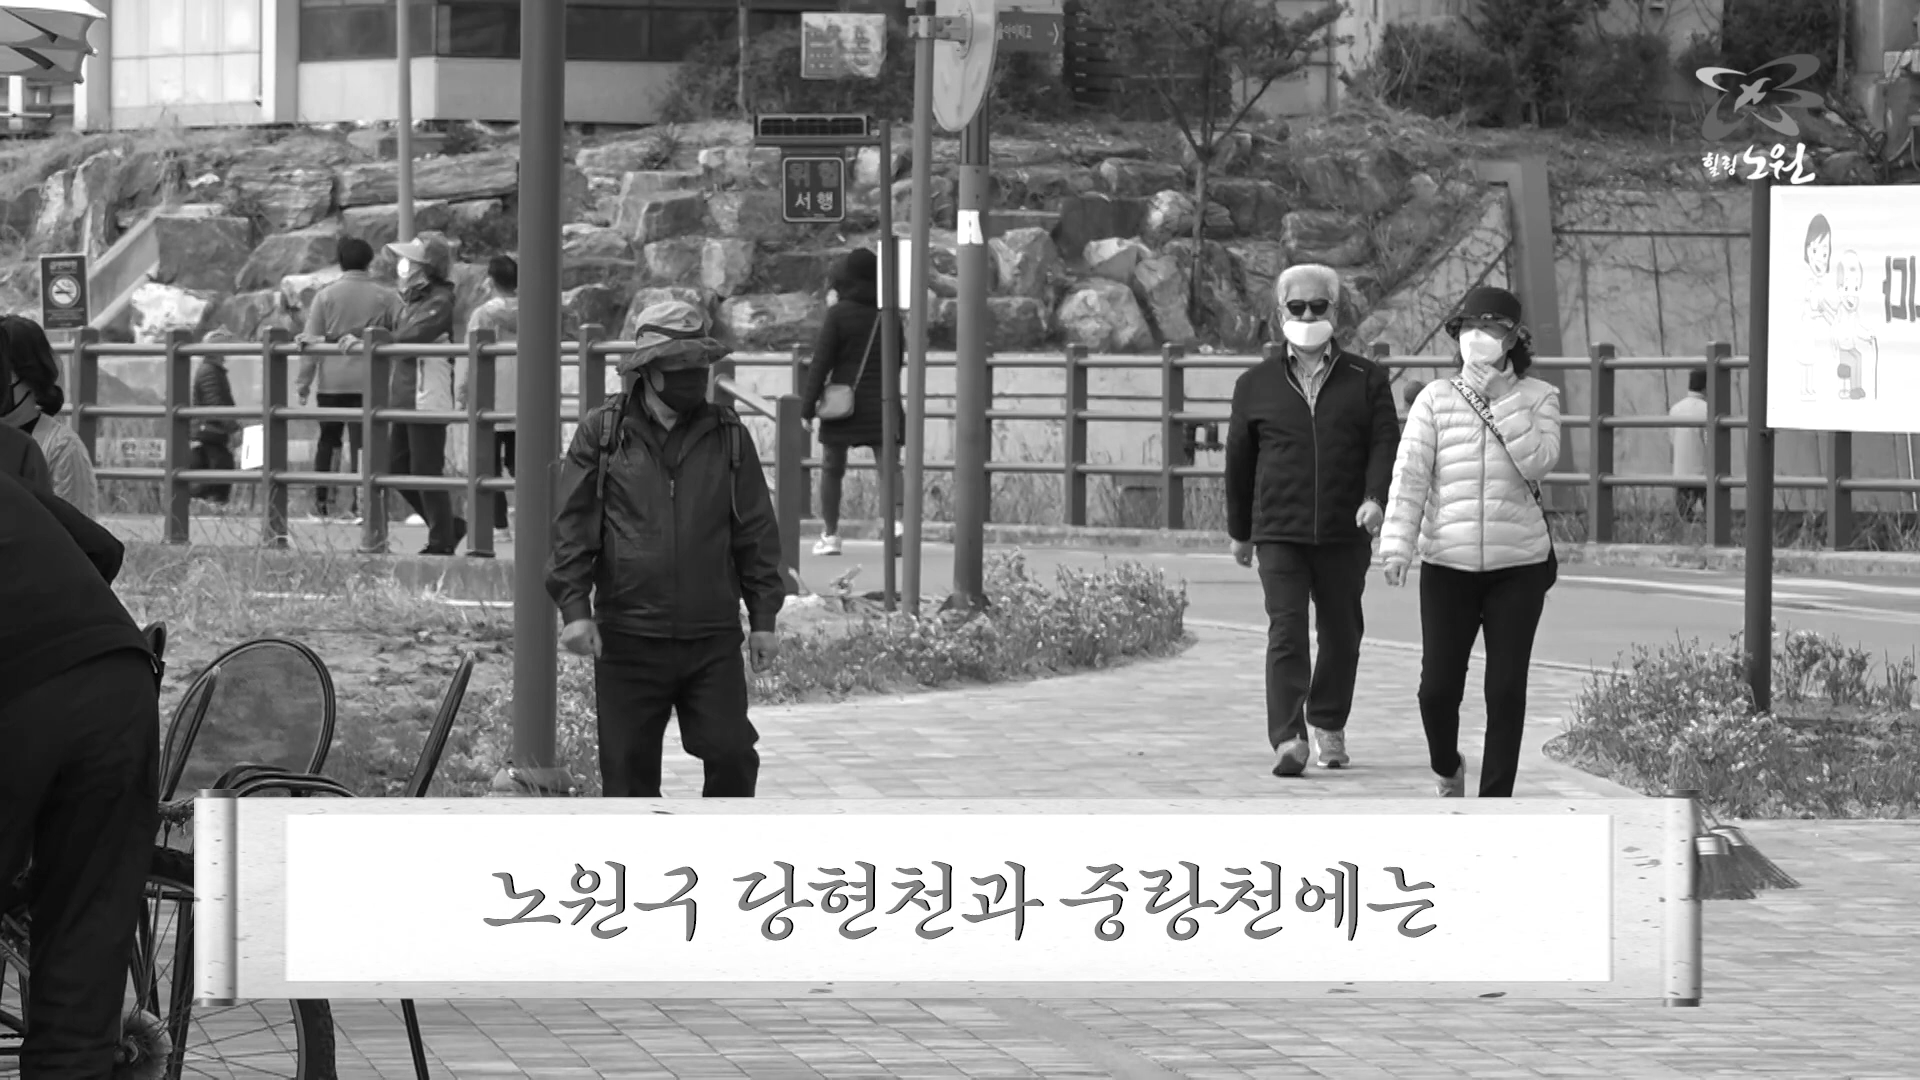 힐링 노원
위험
서행
노원구 당현천과 중랑천에는